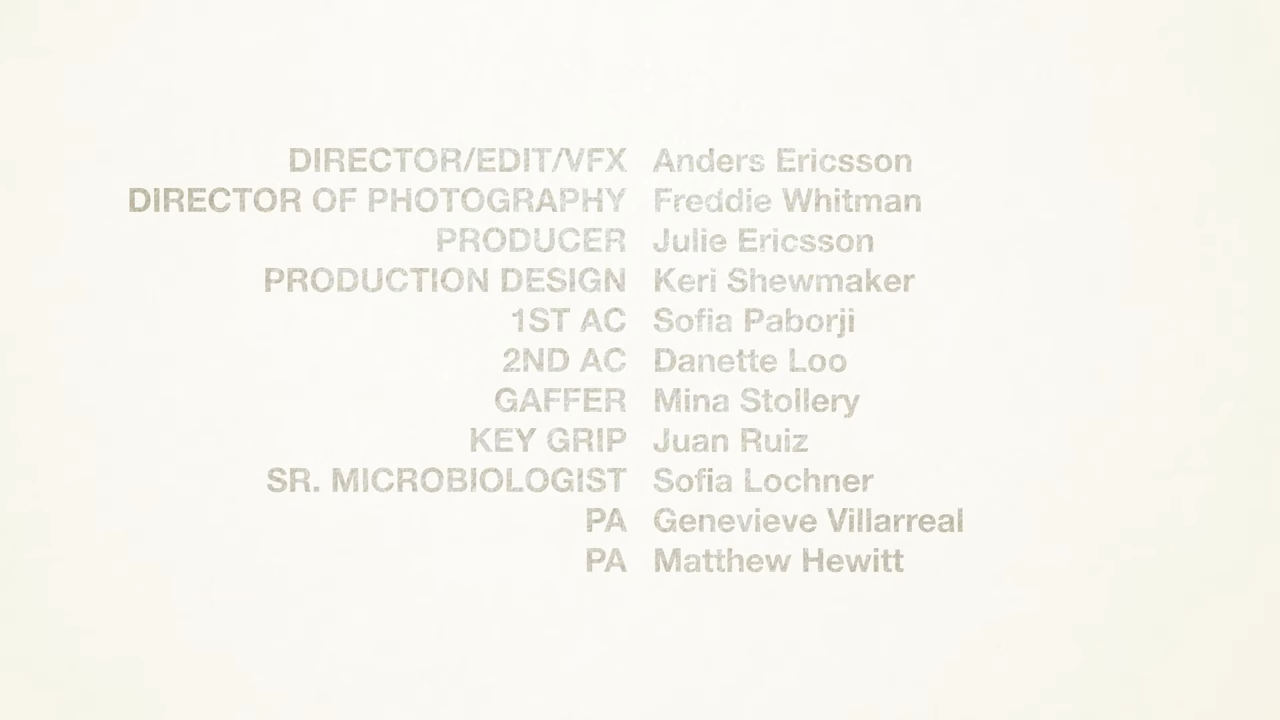 DIRECTOR/EDIT/VFX Anders Ericsson
DIRECTOR OF PHOTOGRAPHY Freddie Whitman
PRODUCER Julie Ericsson
PRODUCTION DESIGN Keri Shewmaker
1ST AC Sofia Paborji
2ND AC Danette Loo
GAFFER Mina Stollery
KEY GRIP Juan Ruiz
SR. MICROBIOLOGIST Sofia Lochner
PA Genevieve Villarreal
PA Matthew Hewitt